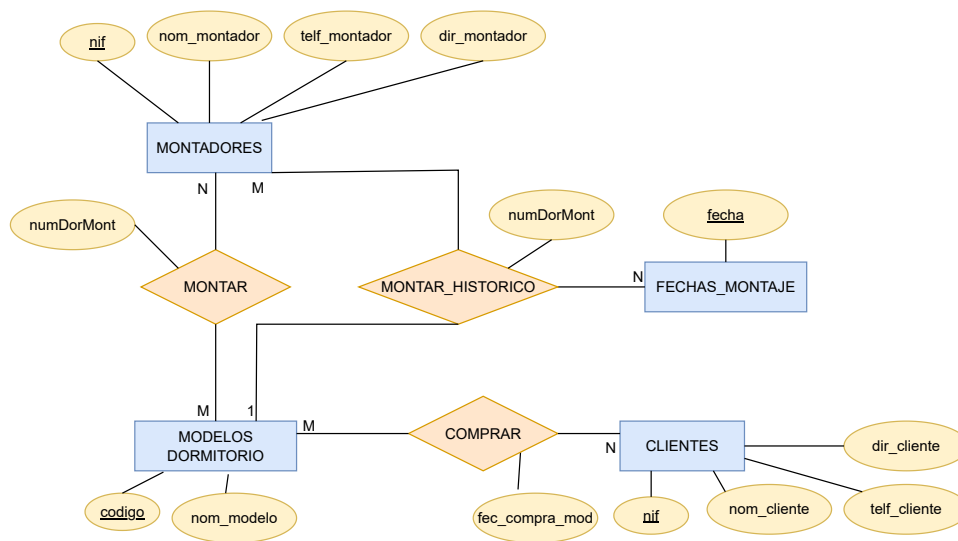 nif
nom_montador
telf_montador
dir_montador
MONTADORES
N
M
numDorMont
numDorMont
fecha
MONTAR
MONTAR_HISTORICO
N
FECHAS_MONTAJE
M
1
MODELOS
DORMITORIO
M
COMPRAR
N
CLIENTES
dir_cliente
codigo
nom_modelo
fec_compra_mod
nif
nom_cliente
telf_cliente